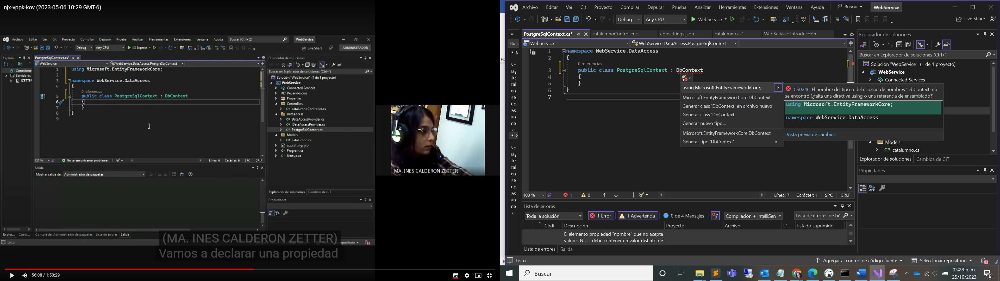 njx-vppk-kov (2023-05-06 10:29 GMT-6)
Archivo Editar Ver Git Proyecto Compilar Depurar Prueba Analizar Herramientas Extensiones Ventana Ayuda Buscar (Ctrl+Q) WebService
Debug Any CPU IIS Express Live Share ADMINISTRADOR
Explora...
Conexione
Servidores
IZETTER
PostgreSqlContext.cs*
WebService WebService.DataAccess.PostgreSqlContext
1 using Microsoft.EntityFrameworkCore;
2
3 namespace WebService.DataAccess
4 {
0 referencias
5 public class PostgreSqlContext : DbContext
6 {
7 }
8 }
9
121 % No se encontraron problemas. Línea: 6 Carácter: 6 SPC CRLF
Salida
Mostrar salida de: Administrador de paquetes
Explor... Cuadr... Consola del Administrador de paquetes Lista de errores Salida
Listo
Explorador de soluciones
Buscar en Explorador de soluciones (Ctrl+´)
Solución "WebService" (1 de 1 proyecto)
WebService
Connected Services
Dependencias
Properties
Controllers
C# catalumnoController.cs
DataAccess
C# DataAccessProvider.cs
C# IDataAccessProvider.cs
C# PostgreSqlContext.cs
Models
C# catalumno.cs
appsettings.json
C# Program.cs
C# Startup.cs
Explorador de soluciones Cambios de GIT
Propiedades
repositorio
3
MA. INES CALDERON ZETTER
(MA. INES CALDERON ZETTER)
Vamos a declarar una propiedad
56:08 / 1:50:29
Archivo Editar Ver Git Proyecto Compilar Depurar Prueba Analizar Herramientas Extensiones Ventana Ayuda Buscar WebService
Debug Any CPU WebService Live Share
PostgreSqlContext.cs* catalumnoController.cs appsettings.json catalumno.cs* WebService: Introducción
WebService WebService.DataAccess.PostgreSqlContext
1 namespace WebService.DataAccess
2 {
0 referencias
3 public class PostgreSqlContext : DbContext
4 {
5 }
6 }
7
using Microsoft.EntityFrameworkCore;
Microsoft.EntityFrameworkCore.DbContext
Generar class 'DbContext' en archivo nuevo
Generar class 'DbContext'
Generar nuevo tipo...
Microsoft.EntityFrameworkCore.DbContext
Generar tipo 'DbContext'
CS0246 El nombre del tipo o del espacio de nombres 'DbContext' no
se encontró (¿falta una directiva using o una referencia de ensamblado?)
using Microsoft.EntityFrameworkCore;
namespace WebService.DataAccess
Vista previa de cambios
100 % 1 0 Línea: 7 Carácter: 1 SPC CRLF
Lista de errores
Toda la solución 1 Error 1 Advertencia 0 de 4 Mensajes Compilación + IntelliSen: Lista de errores de bú
Códi... Descripción Proyecto Archivo Lí... Estado suprimido
El elemento propiedad "nombre" que no acepta
valores NULL debe contener un valor distinto de
Lista de errores Salida
Explorador de soluciones
Buscar en Explorador de soluciones (Ctrl+´)
Solución "WebService" (1 de 1 proyecto)
WebService
Connected Services
Models
C# catalumno.cs
Explorador de soluciones Cambios de GIT
Propiedades
Listo Agregar al control de código fuente Seleccionar repositorio 1
Buscar
03:28 p. m.
25/10/2023
6